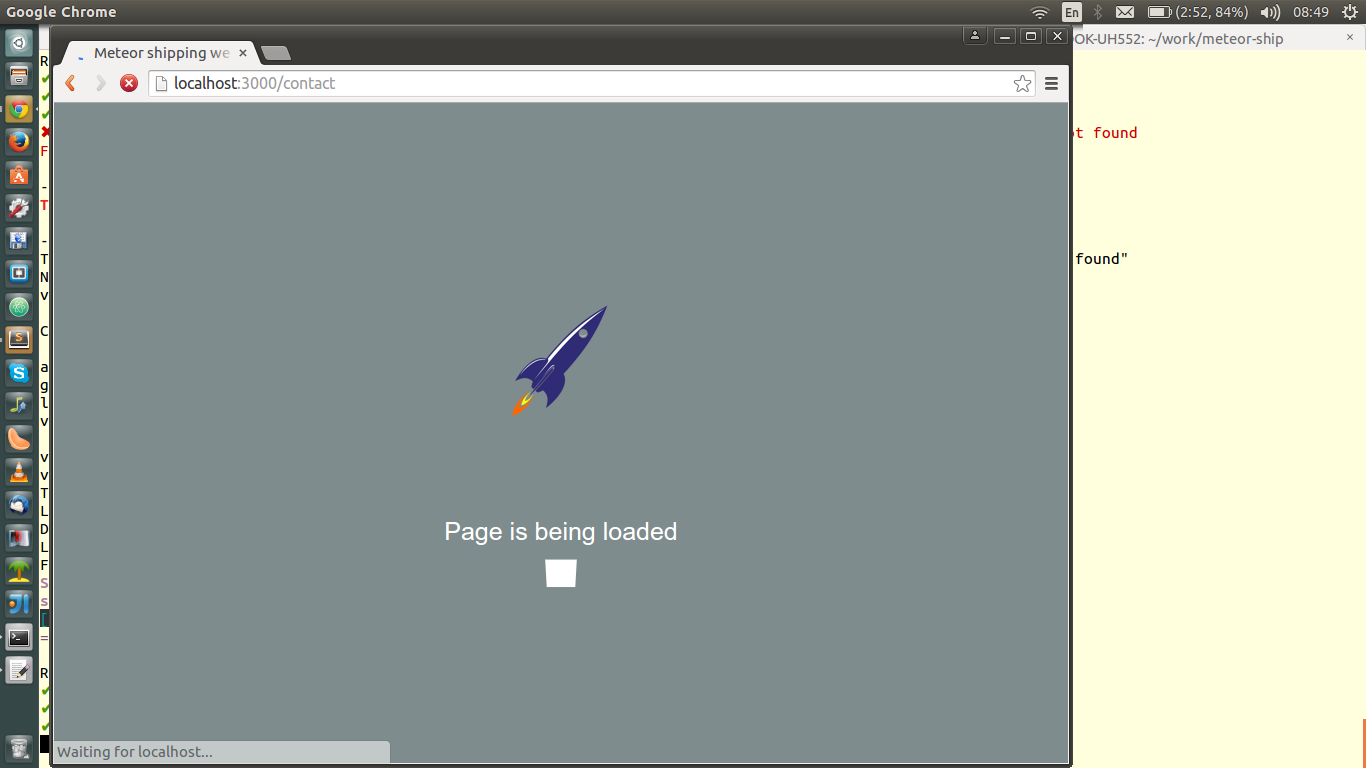 Google Chrome
En
(2:52, 84%)
08:49
Meteor shipping we
OK-UH552: ~/work/meteor-ship
localhost:3000/contact
t found
found"
Page is being loaded
Waiting for localhost...